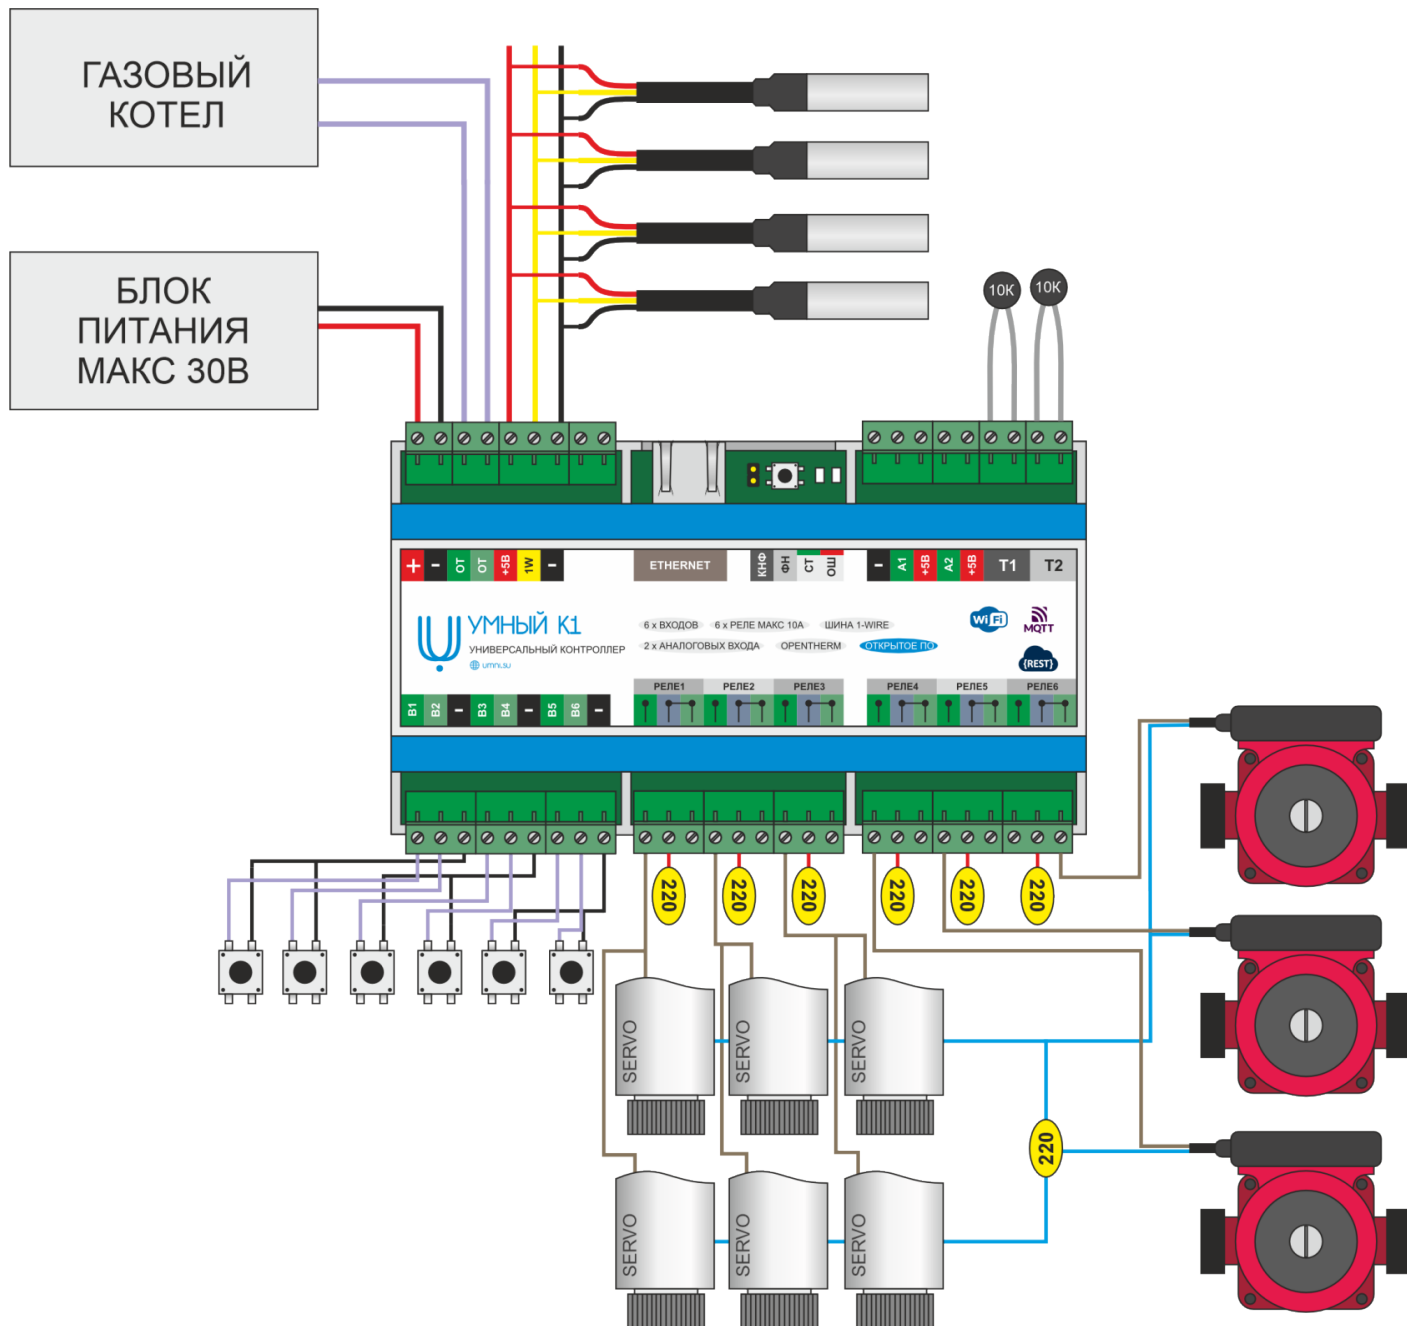 ГАЗОВЫЙ
КОТЕЛ
БЛОК
ПИТАНИЯ
МАКС 30В
10К
10К
+
-
ОТ
ОТ
+5В
1W
-
ETHERNET
КНФ
ФН
СТ
ОШ
-
А1
+5В
А2
+5В
Т1
Т2
УМНЫЙ К1
УНИВЕРСАЛЬНЫЙ КОНТРОЛЛЕР
umni.su
6 х ВХОДОВ
6 х РЕЛЕ МАКС 10А
ШИНА 1-WIRE
2 х АНАЛОГОВЫХ ВХОДА
OPENTHERM
ОТКРЫТОЕ ПО
WiFi
MQTT
{REST}
В1
В2
-
В3
В4
-
В5
В6
-
РЕЛЕ1
РЕЛЕ2
РЕЛЕ3
РЕЛЕ4
РЕЛЕ5
РЕЛЕ6
220
220
220
220
220
220
SERVO
SERVO
SERVO
220
SERVO
SERVO
SERVO